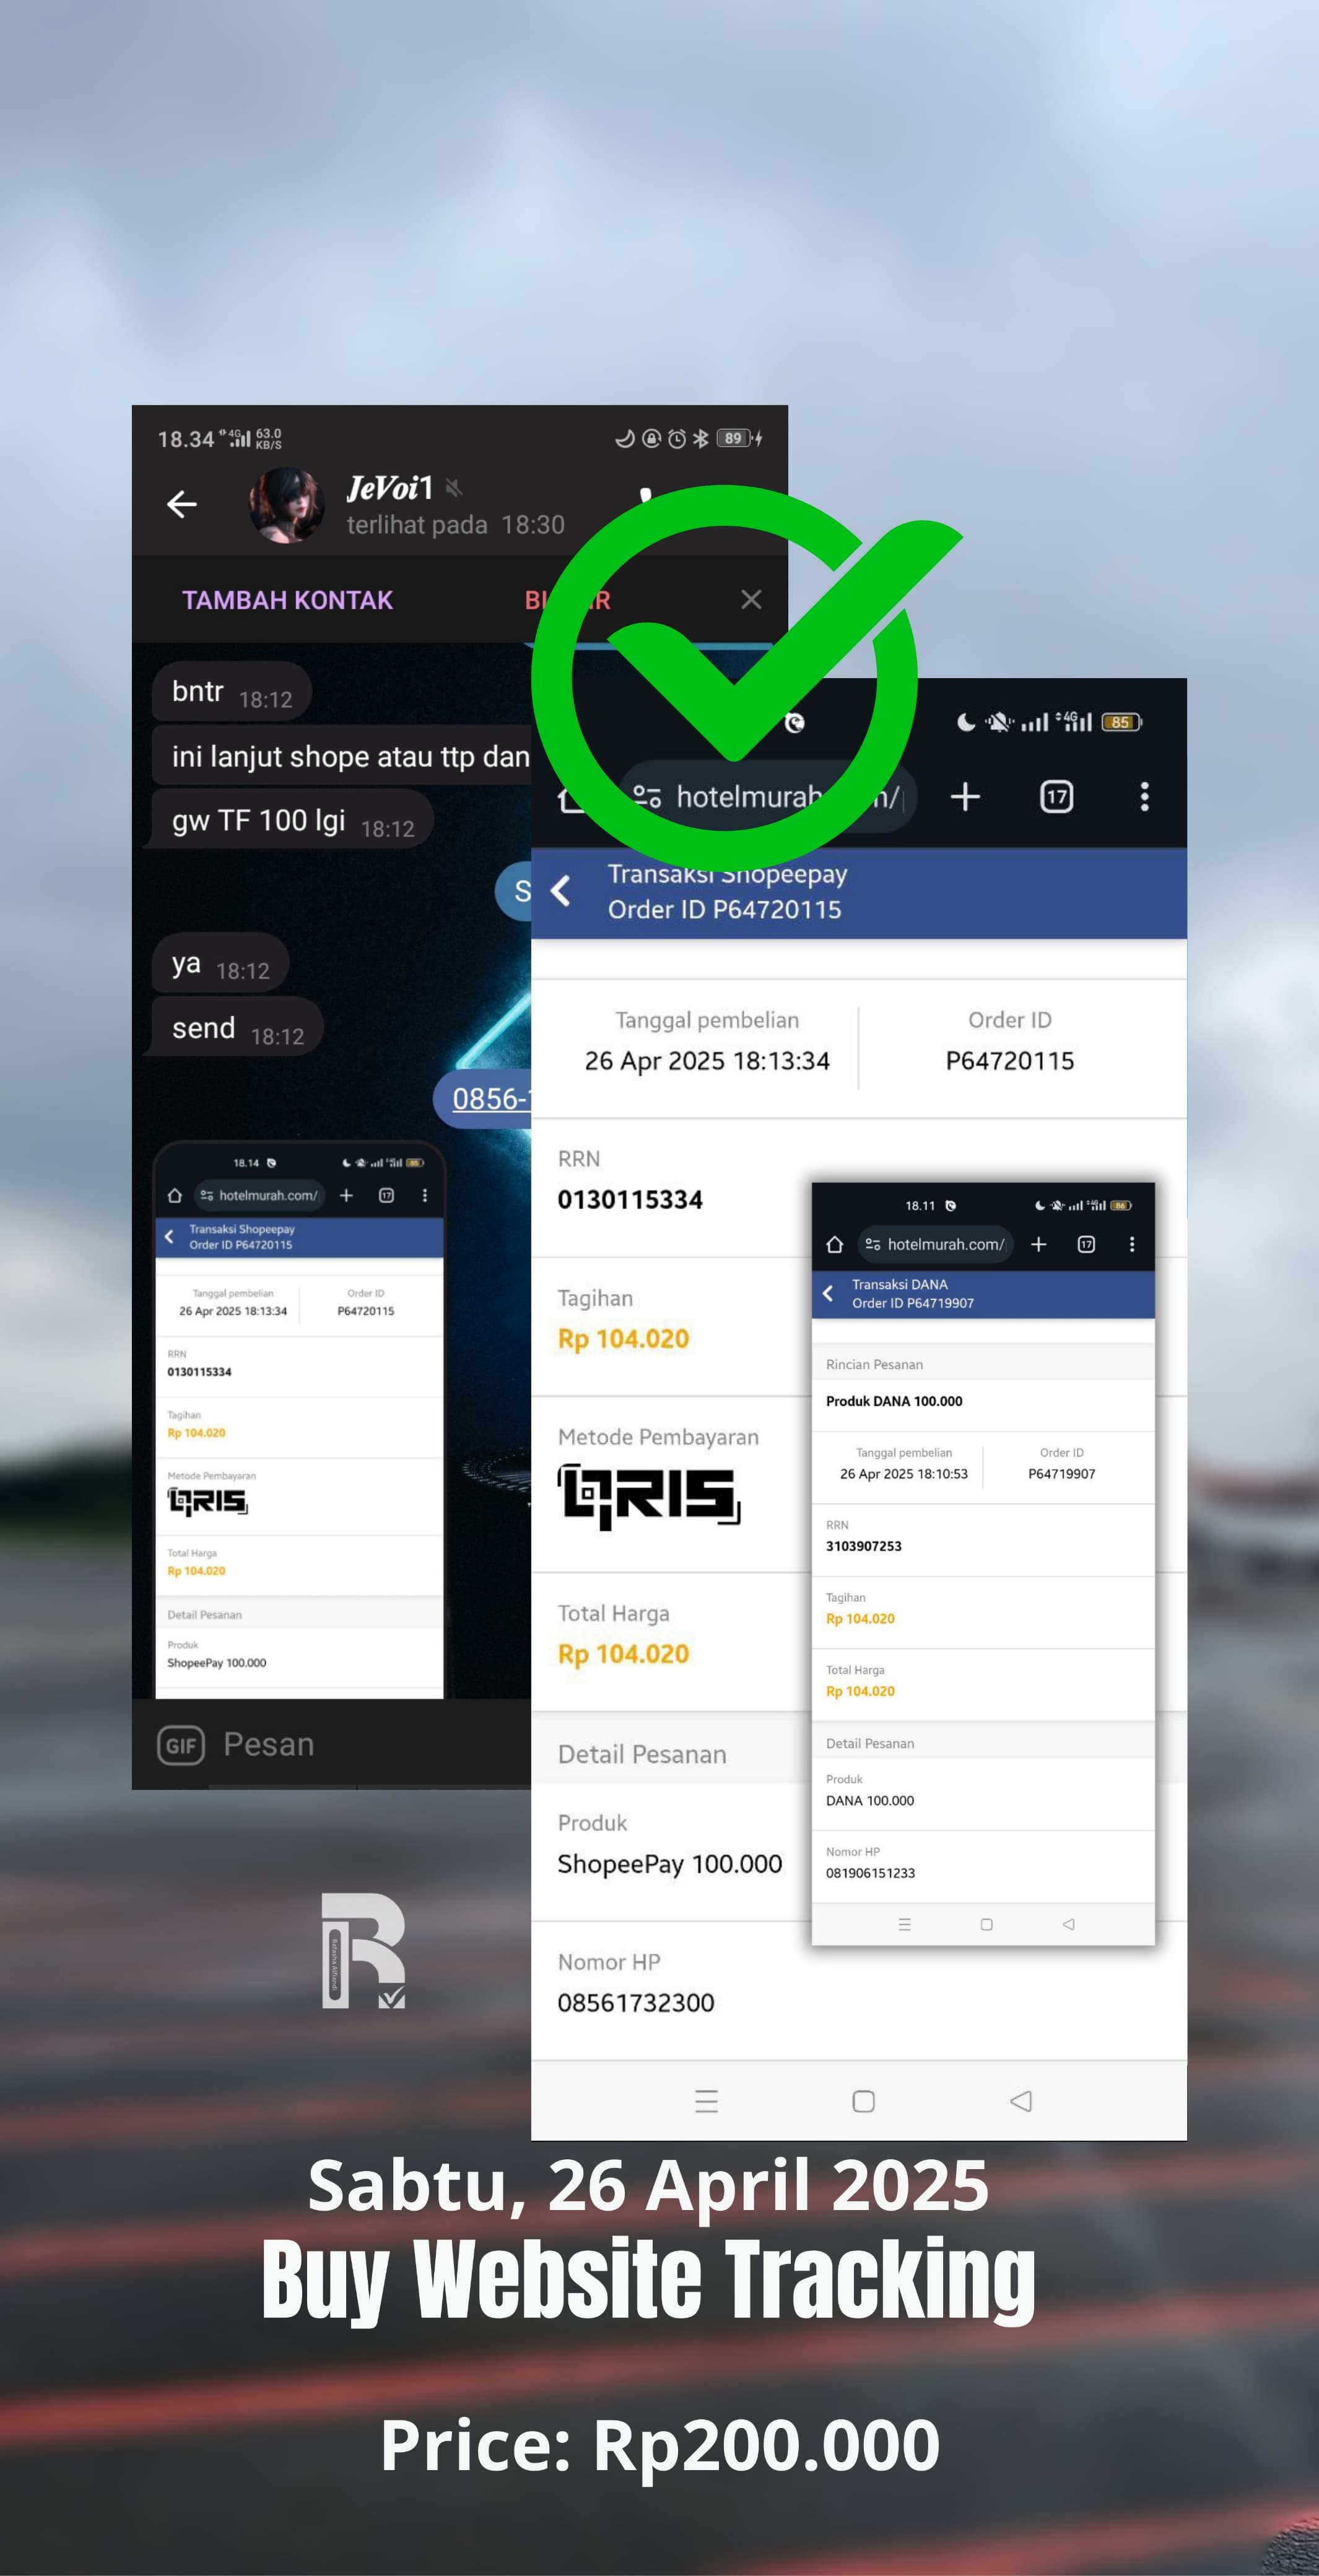 18.34
4G
63.0
KB/S
89
JeVoi1
terlihat pada 18:30
TAMBAH KONTAK
bntr 18:12
ini lanjut shope atau ttp dan
gw TF 100 lgi 18:12
S
ya 18:12
send 18:12
0856-
18.14
hotelmurah.com/
17
Transaksi Shopeepay
Order ID P64720115
Tanggal pembelian
Order ID
26 Apr 2025 18:13:34
P64720115
RRN
0130115334
Tagihan
Rp 104.020
Metode Pembayaran
QRIS
Total Harga
Rp 104.020
Detail Pesanan
Produk
ShopeePay 100.000
GIF
Pesan
4G
85
hotelmurah
17
Transaksi Shopeepay
Order ID P64720115
Tanggal pembelian
Order ID
26 Apr 2025 18:13:34
P64720115
RRN
0130115334
Tagihan
Rp 104.020
Metode Pembayaran
QRIS
Total Harga
Rp 104.020
Detail Pesanan
Produk
ShopeePay 100.000
Nomor HP
08561732300
18.11
86
hotelmurah.com/
17
Transaksi DANA
Order ID P64719907
Rincian Pesanan
Produk DANA 100.000
Tanggal pembelian
Order ID
26 Apr 2025 18:10:53
P64719907
RRN
3103907253
Tagihan
Rp 104.020
Total Harga
Rp 104.020
Detail Pesanan
Produk
DANA 100.000
Nomor HP
081906151233
R
Sabtu, 26 April 2025
Buy Website Tracking
Price: Rp200.000